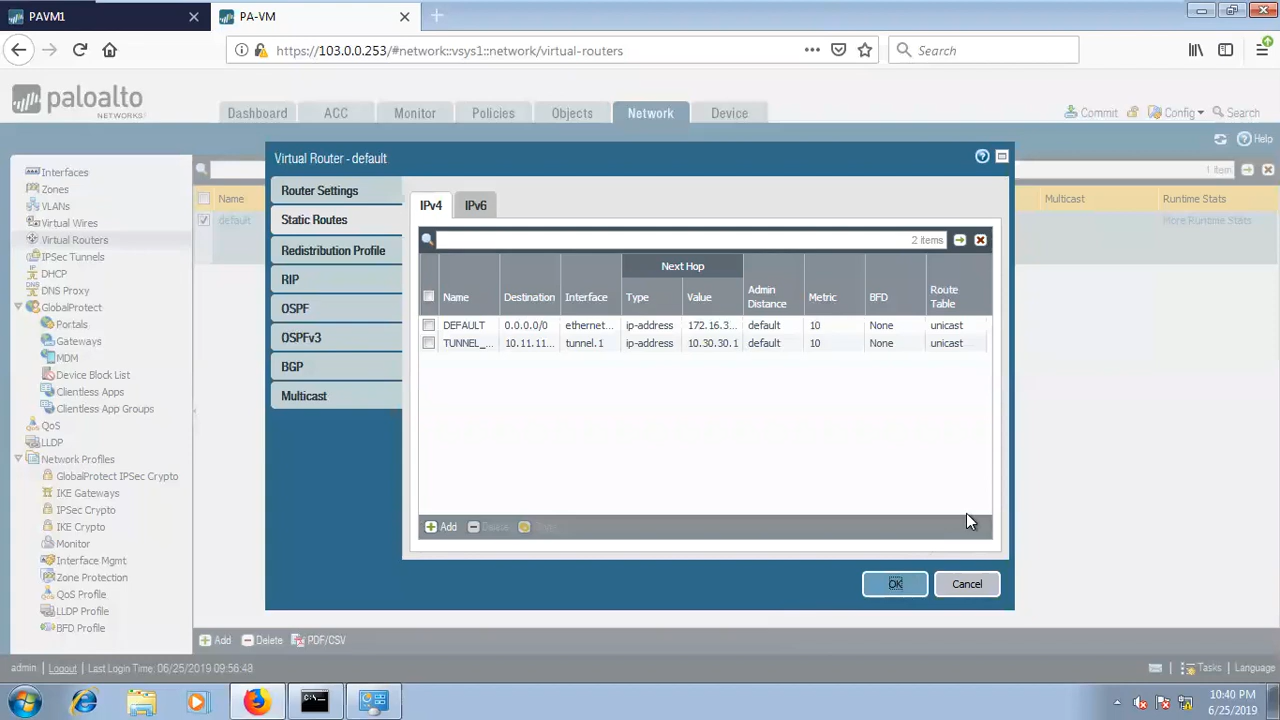 PAVM1
PA-VM
https://103.0.0.253/#network::vsys1::network/virtual-routers
Search
paloalto
NETWORKS
Dashboard
ACC
Monitor
Policies
Objects
Network
Device
Commit
Config
Search
Help
Interfaces
Zones
VLANs
Virtual Wires
Virtual Routers
IPSec Tunnels
DHCP
DNS Proxy
GlobalProtect
Portals
Gateways
MDM
Device Block List
Clientless Apps
Clientless App Groups
QoS
LLDP
Network Profiles
GlobalProtect IPSec Crypto
IKE Gateways
IPSec Crypto
IKE Crypto
Monitor
Interface Mgmt
Zone Protection
QoS Profile
LLDP Profile
BFD Profile
1 item
Name
Multicast
Runtime Stats
default
More Runtime Stats
Virtual Router - default
Router Settings
Static Routes
Redistribution Profile
RIP
OSPF
OSPFv3
BGP
Multicast
IPv4
IPv6
2 items
Next Hop
Name
Destination
Interface
Type
Value
Admin Distance
Metric
BFD
Route Table
DEFAULT 0.0.0.0/0 ethernet... ip-address 172.16.3... default 10 None unicast
TUNNEL_... 10.11.11... tunnel.1 ip-address 10.30.30.1 default 10 None unicast
Add
Delete
Clone
OK
Cancel
Add
Delete
PDF/CSV
admin | Logout | Last Login Time: 06/25/2019 09:56:48
Tasks | Language
10:40 PM
6/25/2019